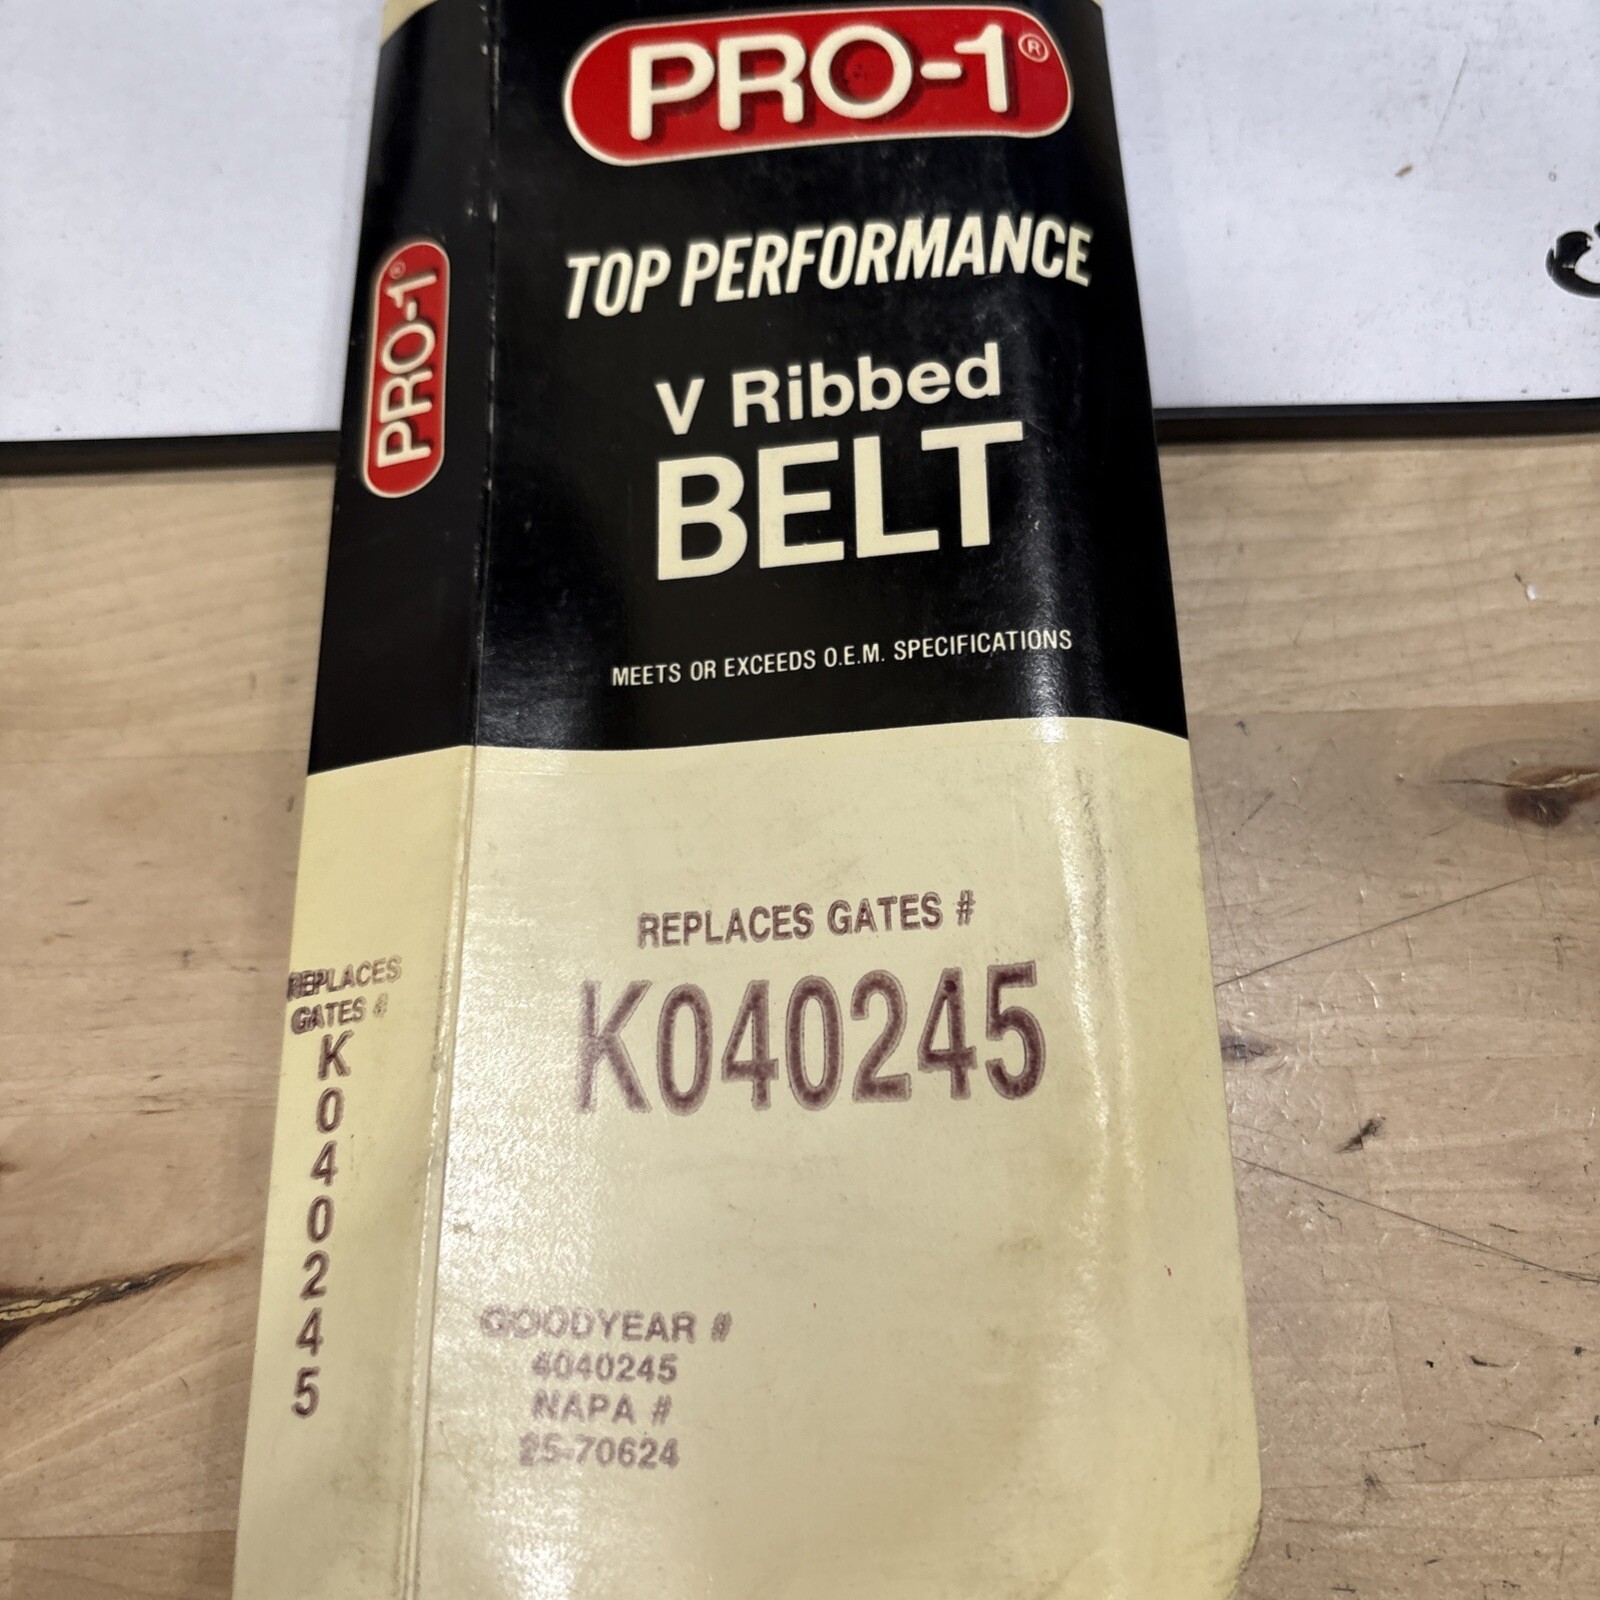 PRO-1®
TOP PERFORMANCE
V Ribbed
BELT
MEETS OR EXCEEDS O.E.M. SPECIFICATIONS
REPLACES GATES #
K040245
GOODYEAR #
4040245
NAPA #
25-70624
PRO-1®
REPLACES
GATES #
K
0
4
0
2
4
5